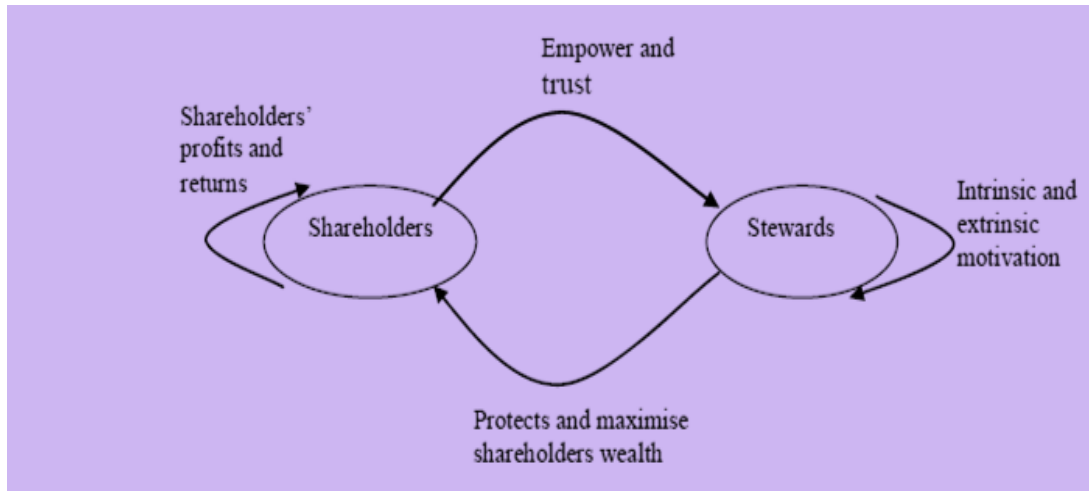 Empower and
trust
Shareholders’
profits and
returns
Shareholders
Stewards
Intrinsic and
extrinsic
motivation
Protects and maximise
shareholders wealth